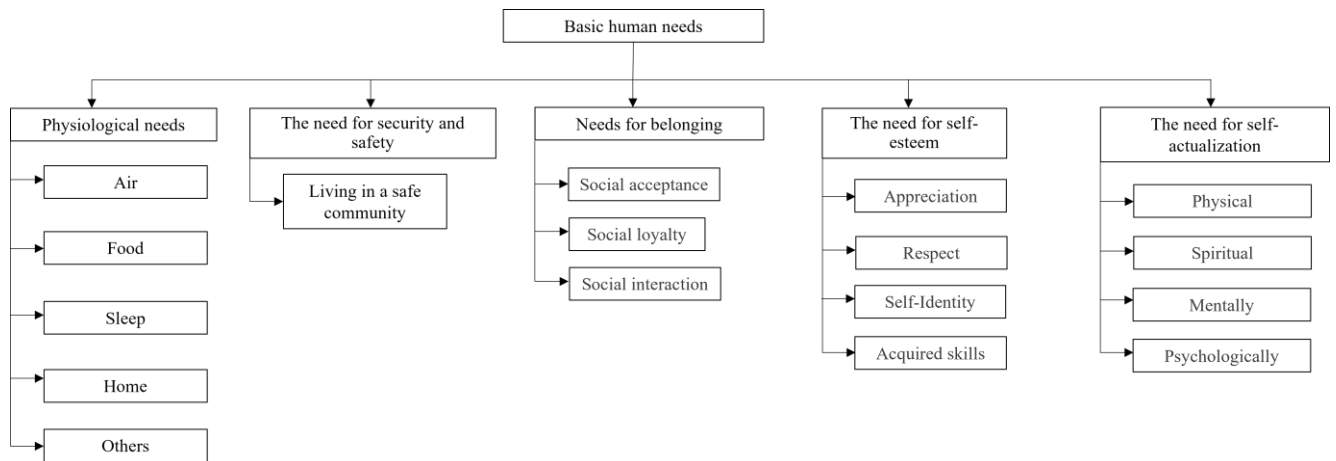 Basic human needs
Physiological needs
Air
Food
Sleep
Home
Others
The need for security and
safety
Living in a safe
community
Needs for belonging
Social acceptance
Social loyalty
Social interaction
The need for self-
esteem
Appreciation
Respect
Self-Identity
Acquired skills
The need for self-
actualization
Physical
Spiritual
Mentally
Psychologically